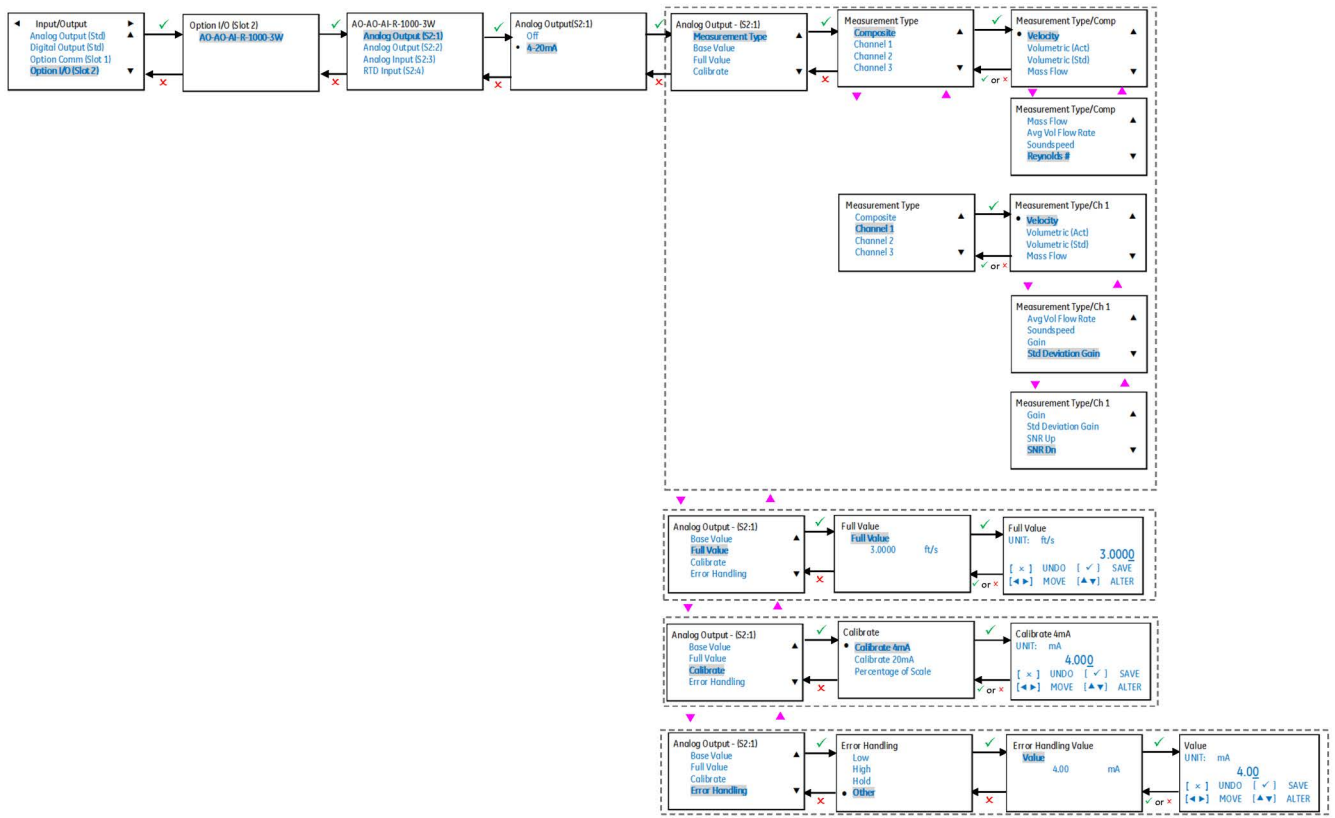 Input/Output
Analog Output (Std)
Digital Output (Std)
Option Comm (Slot 1)
Option I/O (Slot 2)
Option I/O (Slot 2)
AO-AO-AI-R-1000-3W
AO-AO-AI-R-1000-3W
Analog Output (S2:1)
Analog Output (S2:2)
Analog Input (S2:3)
RTD Input (S2:4)
Analog Output(S2:1)
Off
• 4-20mA
Analog Output - (S2:1)
Measurement Type
Base Value
Full Value
Calibrate
Measurement Type
Composite
Channel 1
Channel 2
Channel 3
✓ or ×
Measurement Type/Comp
• Velocity
Volumetric (Act)
Volumetric (Std)
Mass Flow
Measurement Type/Comp
Mass Flow
Avg Vol Flow Rate
Soundspeed
Reynolds #
Measurement Type
Composite
Channel 1
Channel 2
Channel 3
✓ or ×
Measurement Type/Ch 1
• Velocity
Volumetric (Act)
Volumetric (Std)
Mass Flow
Measurement Type/Ch 1
Avg Vol Flow Rate
Soundspeed
Gain
Std Deviation Gain
Measurement Type/Ch 1
Gain
Std Deviation Gain
SNR Up
SNR Dn
Analog Output - (S2:1)
Base Value
Full Value
Calibrate
Error Handling
Full Value
Full Value
3.0000 ft/s
✓ or ×
Full Value
UNIT: ft/s
3.0000
[ × ] UNDO [ ✓ ] SAVE
[◄ ►] MOVE [▲▼] ALTER
Analog Output - (S2:1)
Base Value
Full Value
Calibrate
Error Handling
Calibrate
• Calibrate 4mA
Calibrate 20mA
Percentage of Scale
✓ or ×
Calibrate 4mA
UNIT: mA
4.000
[ × ] UNDO [ ✓ ] SAVE
[◄ ►] MOVE [▲▼] ALTER
Analog Output - (S2:1)
Base Value
Full Value
Calibrate
Error Handling
Error Handling
Low
High
Hold
• Other
Error Handling Value
Value
4.00 mA
✓ or ×
Value
UNIT: mA
4.00
[ × ] UNDO [ ✓ ] SAVE
[◄ ►] MOVE [▲▼] ALTER